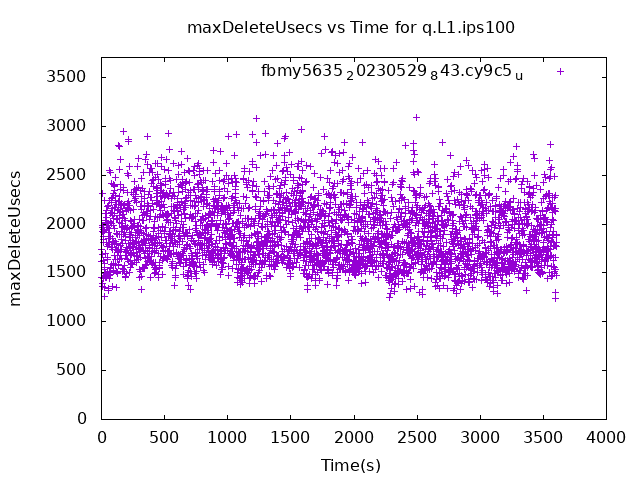 maxDeleteUsecs vs Time for q.L1.ips100
fbmy5635_20230529_843.cy9c5_u
3500
3000
2500
2000
1500
1000
500
0
maxDeleteUsecs
0 500 1000 1500 2000 2500 3000 3500 4000
Time(s)